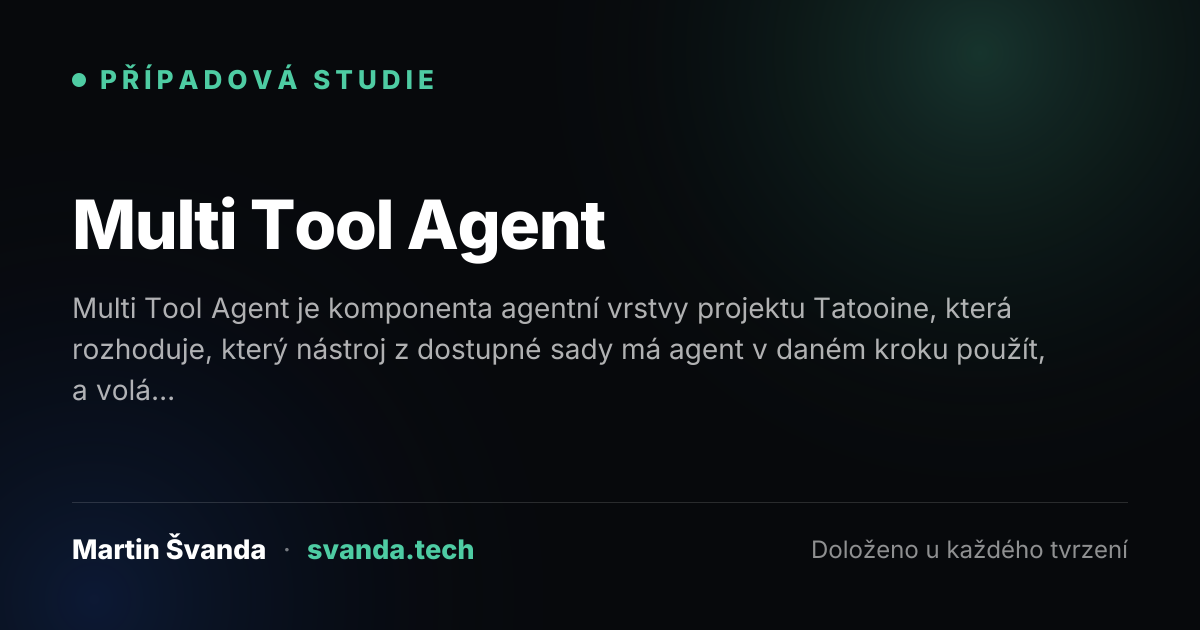 PŘÍPADOVÁ STUDIE
Multi Tool Agent
Multi Tool Agent je komponenta agentní vrstvy projektu Tatooine, která
rozhoduje, který nástroj z dostupné sady má agent v daném kroku použít,
a volá…
Martin Švanda · svanda.tech
Doloženo u každého tvrzení